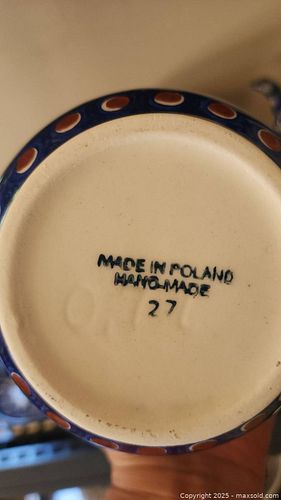 MADE IN POLAND
HAND-MADE
27
Copyright 2025 - maxsold.com